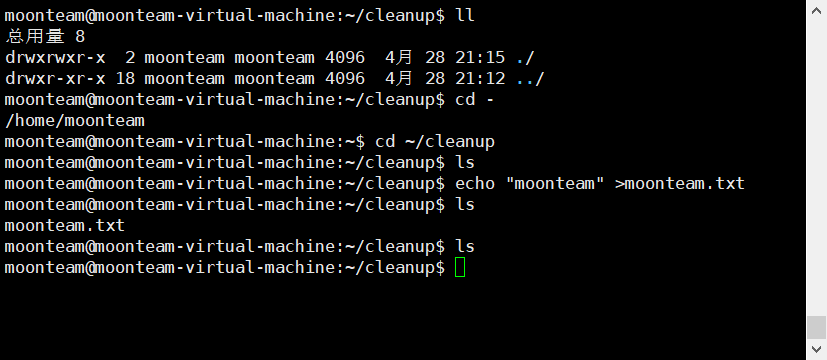 moonteam@moonteam-virtual-machine:~/cleanup$ ll
总用量 8
drwxrwxr-x  2 moonteam moonteam 4096  4月 28 21:15 ./
drwxr-xr-x 18 moonteam moonteam 4096  4月 28 21:12 ../
moonteam@moonteam-virtual-machine:~/cleanup$ cd -
/home/moonteam
moonteam@moonteam-virtual-machine:~$ cd ~/cleanup
moonteam@moonteam-virtual-machine:~/cleanup$ ls
moonteam@moonteam-virtual-machine:~/cleanup$ echo "moonteam" >moonteam.txt
moonteam@moonteam-virtual-machine:~/cleanup$ ls
moonteam.txt
moonteam@moonteam-virtual-machine:~/cleanup$ ls
moonteam@moonteam-virtual-machine:~/cleanup$